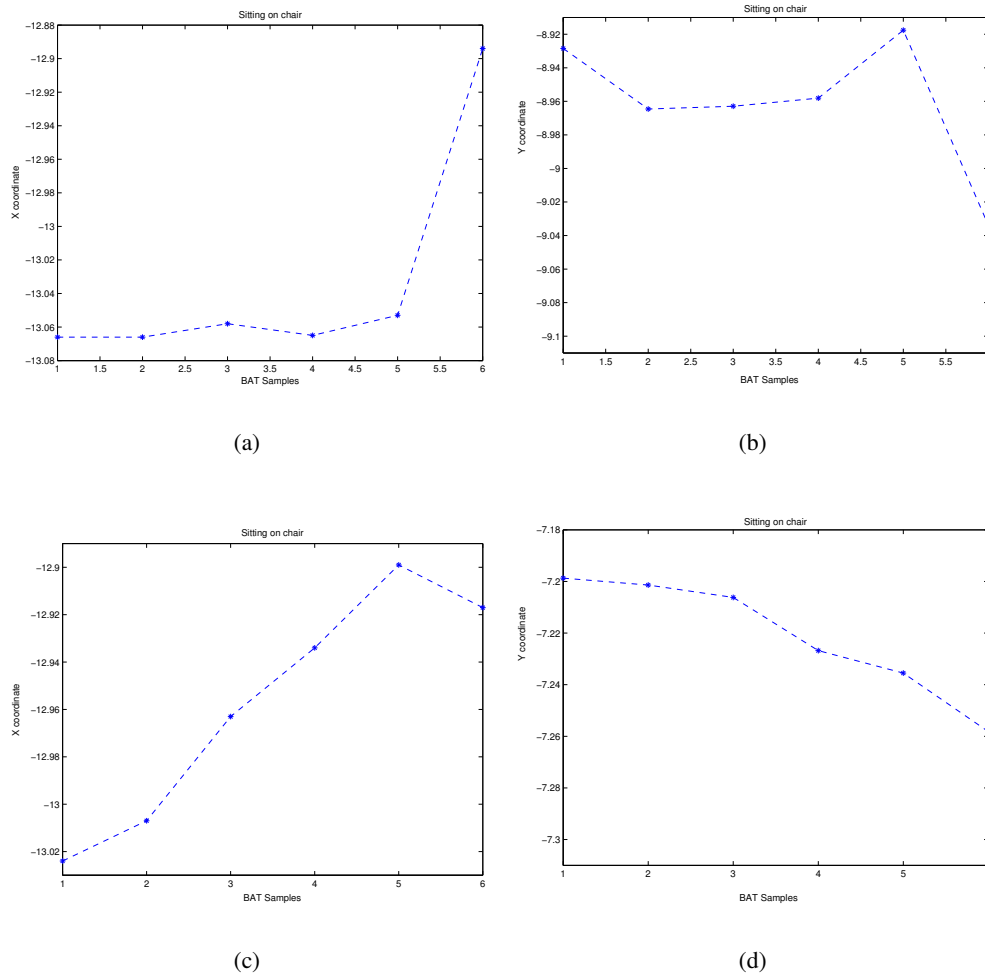 Sitting on chair
−12.88
−12.9
−12.92
−12.94
−12.96
−12.98
−13
−13.02
−13.04
−13.06
−13.08
X coordinate
1 1.5 2 2.5 3 3.5 4 4.5 5 5.5 6
BAT Samples
(a)
Sitting on chair
−8.92
−8.94
−8.96
−8.98
−9
−9.02
−9.04
−9.06
−9.08
−9.1
Y coordinate
1 1.5 2 2.5 3 3.5 4 4.5 5 5.5
BAT Samples
(b)
Sitting on chair
−12.9
−12.92
−12.94
−12.96
−12.98
−13
−13.02
X coordinate
1 2 3 4 5 6
BAT Samples
(c)
Sitting on chair
−7.18
−7.2
−7.22
−7.24
−7.26
−7.28
−7.3
Y coordinate
1 2 3 4 5
BAT Samples
(d)